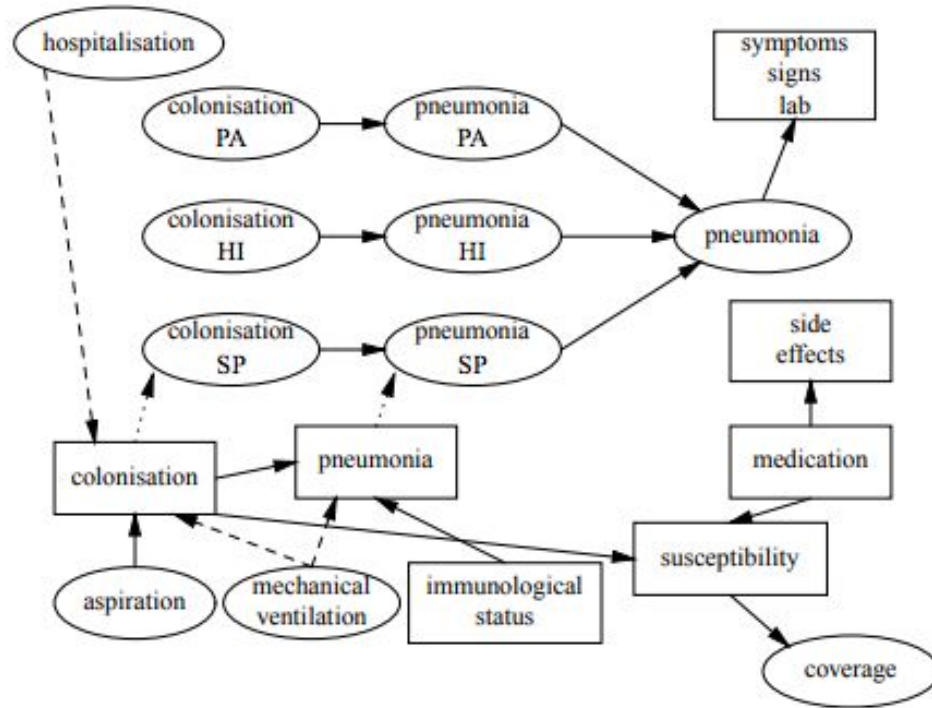 hospitalisation
symptoms
signs
lab
colonisation
PA
pneumonia
PA
colonisation
HI
pneumonia
HI
pneumonia
colonisation
SP
pneumonia
SP
side
effects
colonisation
pneumonia
medication
susceptibility
aspiration
mechanical
ventilation
immunological
status
coverage